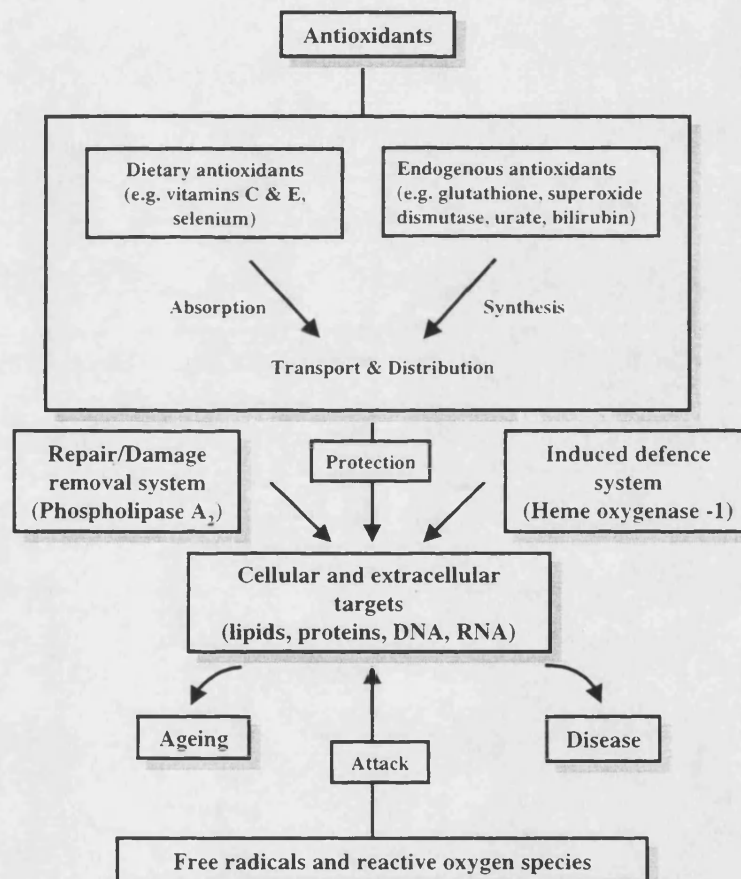 Antioxidants
Dietary antioxidants
(e.g. vitamins C & E,
selenium)
Endogenous antioxidants
(e.g. glutathione, superoxide
dismutase, urate, bilirubin)
Absorption
Synthesis
Transport & Distribution
Repair/Damage
removal system
(Phospholipase A₂)
Protection
Induced defence
system
(Heme oxygenase -1)
Cellular and extracellular
targets
(lipids, proteins, DNA, RNA)
Ageing
Disease
Attack
Free radicals and reactive oxygen species